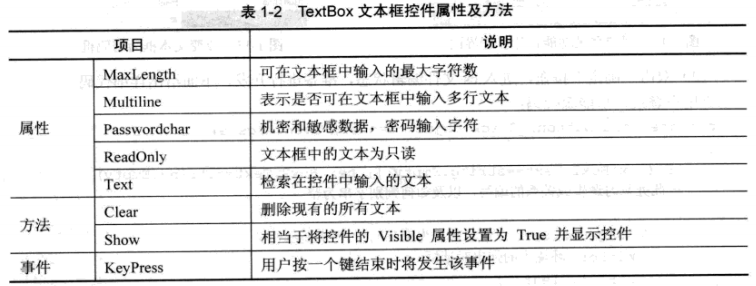 表 1-2 TextBox 文本框控件属性及方法
项目 说明
属性 MaxLength 可在文本框中输入的最大字符数
Multiline 表示是否可在文本框中输入多行文本
Passwordchar 机密和敏感数据，密码输入字符
ReadOnly 文本框中的文本为只读
Text 检索在控件中输入的文本
方法 Clear 删除现有的所有文本
Show 相当于将控件的 Visible 属性设置为 True 并显示控件
事件 KeyPress 用户按一个键结束时将发生该事件